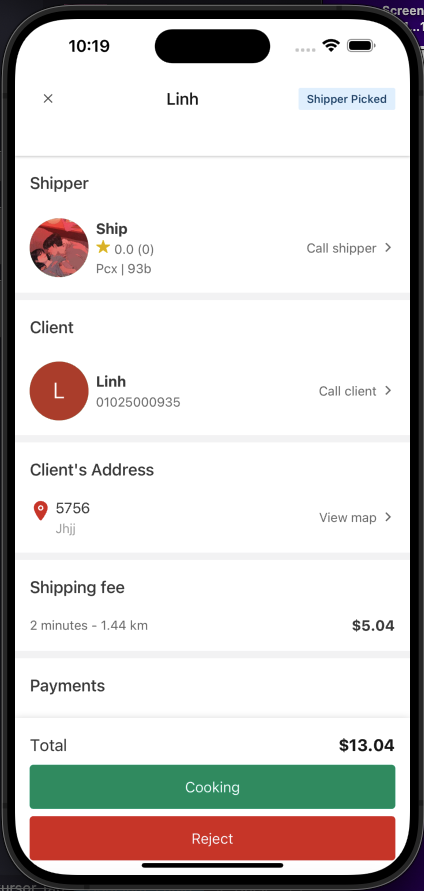 Screen
10:19
Linh
Shipper Picked
Shipper
Ship
0.0 (0)
Pcx | 93b
Call shipper
Client
L
Linh
01025000935
Call client
Client's Address
5756
Jhjj
View map
Shipping fee
2 minutes - 1.44 km
$5.04
Payments
Total
$13.04
Cooking
Reject